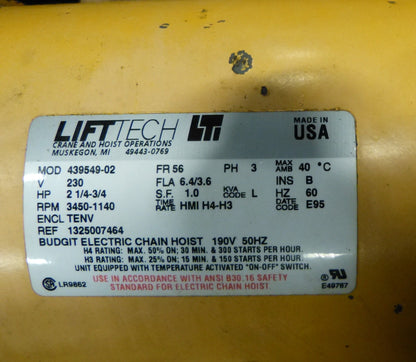 LIFTTECH LTI MADE IN
CRANE AND HOIST OPERATIONS USA
MUSKEGON, MI 49443-0769
MOD 439549-02 FR 56 PH 3 MAX AMB 40 °C
V 230 FLA 6.4/3.6 INS B
HP 2 1/4-3/4 S.F. 1.0 KVA CODE L HZ 60
RPM 3450-1140 TIME RATE HMI H4-H3 DATE CODE E95
ENCL TENV
REF 1325007464
BUDGIT ELECTRIC CHAIN HOIST 190V 50HZ
H4 RATING: MAX. 50% ON; 30 MIN. & 300 STARTS PER HOUR.
H3 RATING: MAX. 25% ON; 15 MIN. & 150 STARTS PER HOUR.
UNIT EQUIPPED WITH TEMPERATURE ACTIVATED "ON-OFF" SWITCH.
USE IN ACCORDANCE WITH ANSI B30.16 SAFETY
STANDARD FOR ELECTRIC CHAIN HOIST.
LR9862 E49787